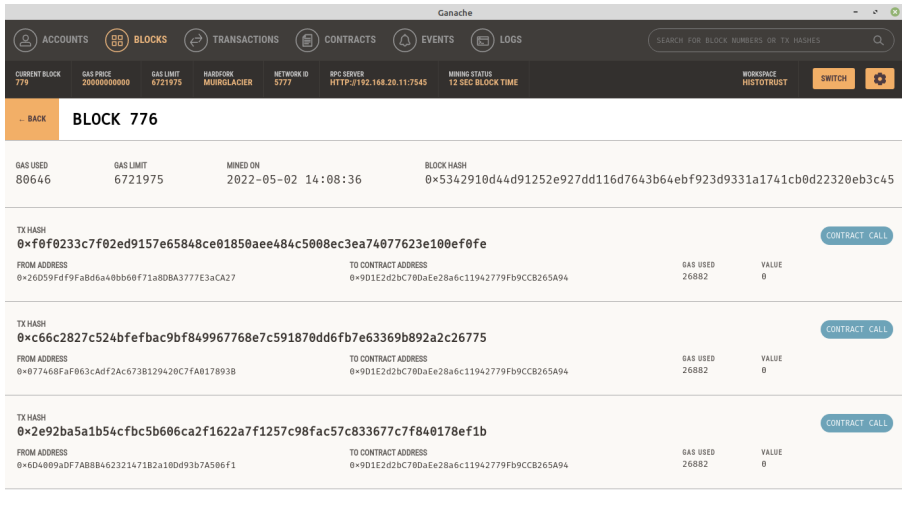 Ganache
ACCOUNTS BLOCKS TRANSACTIONS CONTRACTS EVENTS LOGS SEARCH FOR BLOCK NUMBERS OR TX HASHES
CURRENT BLOCK GAS PRICE GAS LIMIT HARDFORK NETWORK ID RPC SERVER MINING STATUS WORKSPACE
779 20000000000 6721975 MUIRGLACIER 5777 HTTP://192.168.20.11:7545 12 SEC BLOCK TIME HISTOTRUST SWITCH
← BACK BLOCK 776
GAS USED GAS LIMIT MINED ON BLOCK HASH
80646 6721975 2022-05-02 14:08:36 0×5342910d44d91252e927dd116d7643b64ebf923d9331a1741cb0d22320eb3c45
TX HASH
0×f0f0233c7f02ed9157e65848ce01850aee484c5008ec3ea74077623e100ef0fe CONTRACT CALL
FROM ADDRESS TO CONTRACT ADDRESS GAS USED VALUE
0×26D59Fdf9FaBd6a40bb60f71a8DBA3777E3aCA27 0×9D1E2d2bC70DaEe28a6c11942779Fb9CCB265A94 26882 0
TX HASH
0×c66c2827c524bfefbac9bf849967768e7c591870dd6fb7e63369b892a2c26775 CONTRACT CALL
FROM ADDRESS TO CONTRACT ADDRESS GAS USED VALUE
0×077468FaF063cAdf2Ac673B129420C7fA017893B 0×9D1E2d2bC70DaEe28a6c11942779Fb9CCB265A94 26882 0
TX HASH
0×2e92ba5a1b54cfbc5b606ca2f1622a7f1257c98fac57c833677c7f840178ef1b CONTRACT CALL
FROM ADDRESS TO CONTRACT ADDRESS GAS USED VALUE
0×6D4009aDF7AB8B462321471B2a10Dd93b7A506f1 0×9D1E2d2bC70DaEe28a6c11942779Fb9CCB265A94 26882 0